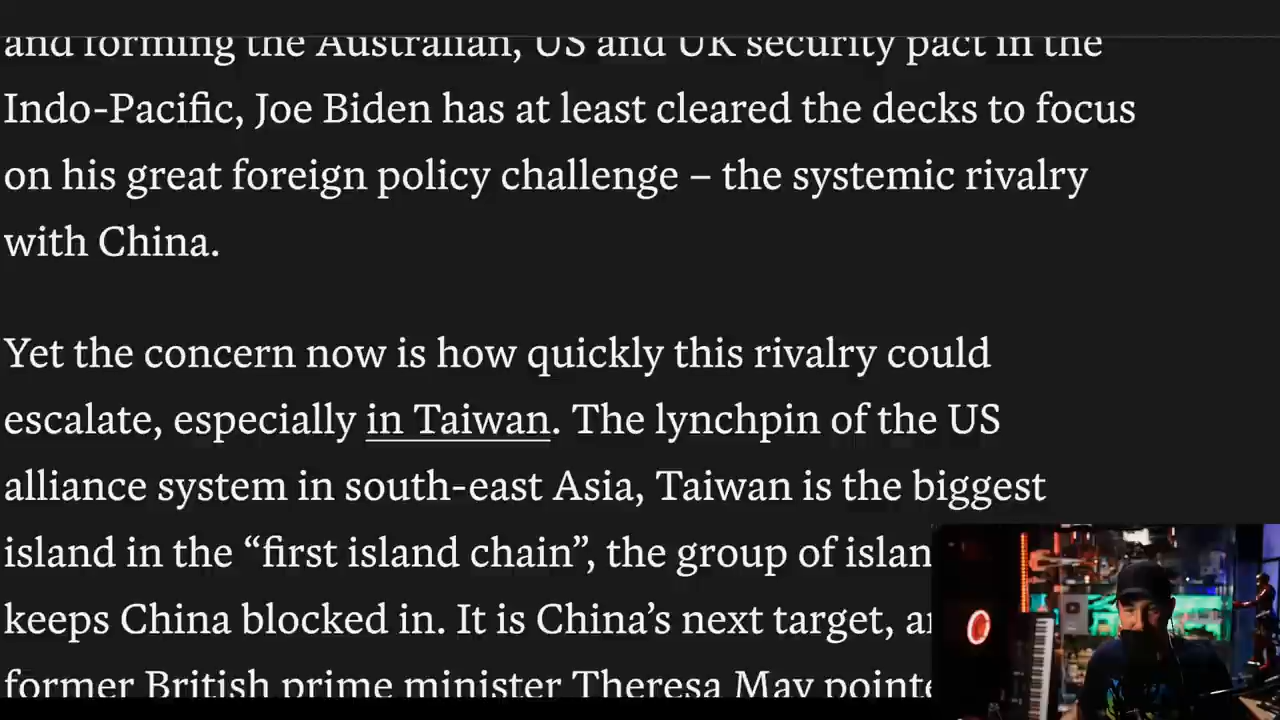 and forming the Australian, US and UK security pact in the
Indo-Pacific, Joe Biden has at least cleared the decks to focus
on his great foreign policy challenge – the systemic rivalry
with China.
Yet the concern now is how quickly this rivalry could
escalate, especially in Taiwan. The lynchpin of the US
alliance system in south-east Asia, Taiwan is the biggest
island in the “first island chain”, the group of islan
keeps China blocked in. It is China’s next target, a
former British prime minister Theresa May pointe